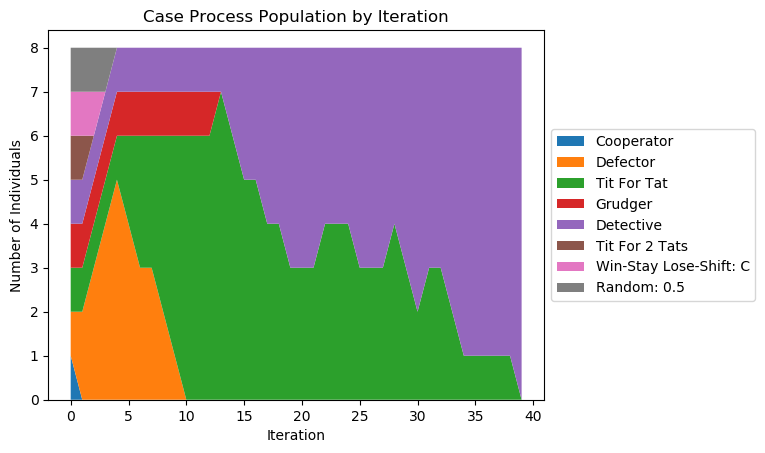 Case Process Population by Iteration
Number of Individuals
8
7
6
5
4
3
2
1
0
0 5 10 15 20 25 30 35 40
Iteration
Cooperator
Defector
Tit For Tat
Grudger
Detective
Tit For 2 Tats
Win-Stay Lose-Shift: C
Random: 0.5